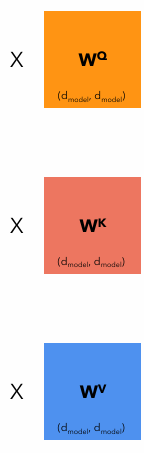 X W^Q
(d_model, d_model)
X W^K
(d_model, d_model)
X W^V
(d_model, d_model)